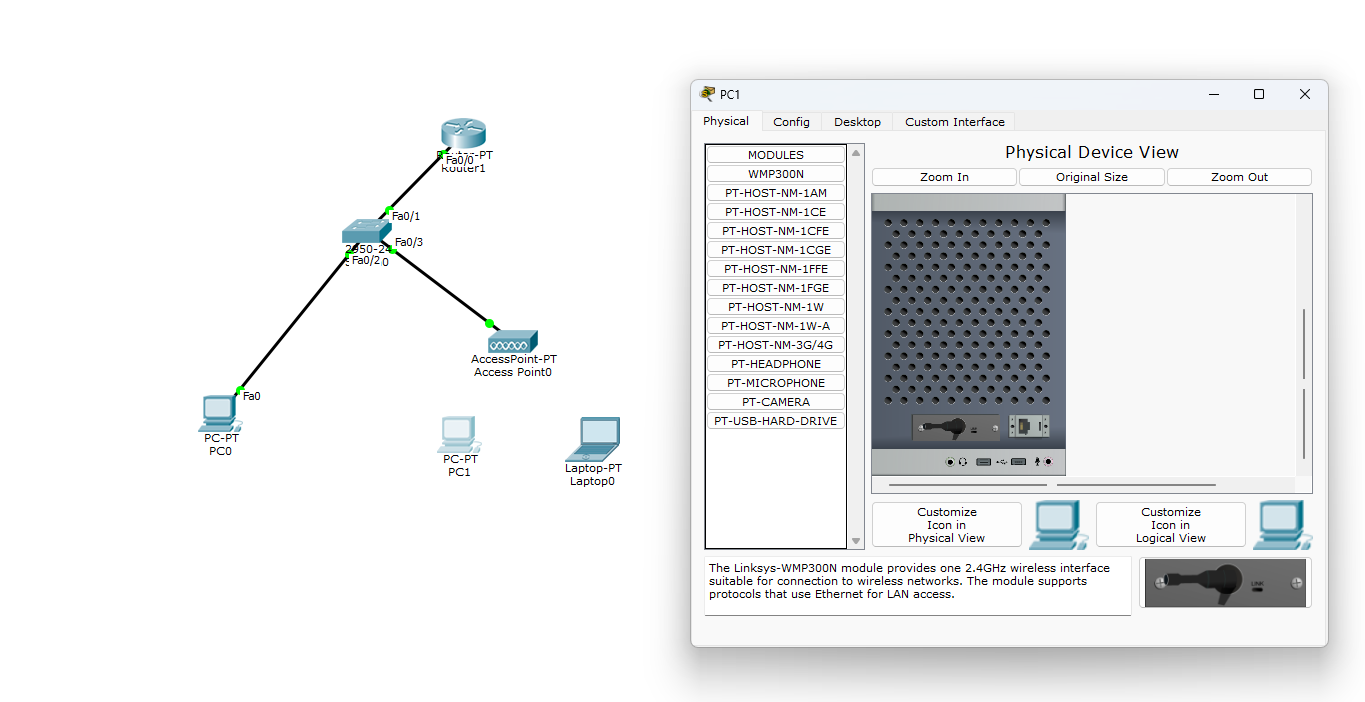 Fa0/0
Router1
Fa0/1
Fa0/3
Fa0/2
AccessPoint-PT
Access Point0
Fa0
PC-PT
PC0
PC-PT
PC1
Laptop-PT
Laptop0
PC1
Physical
Config
Desktop
Custom Interface
MODULES
WMP300N
PT-HOST-NM-1AM
PT-HOST-NM-1CE
PT-HOST-NM-1CFE
PT-HOST-NM-1CGE
PT-HOST-NM-1FFE
PT-HOST-NM-1FGE
PT-HOST-NM-1W
PT-HOST-NM-1W-A
PT-HOST-NM-3G/4G
PT-HEADPHONE
PT-MICROPHONE
PT-CAMERA
PT-USB-HARD-DRIVE
Physical Device View
Zoom In
Original Size
Zoom Out
Customize
Icon in
Physical View
Customize
Icon in
Logical View
The Linksys-WMP300N module provides one 2.4GHz wireless interface
suitable for connection to wireless networks. The module supports
protocols that use Ethernet for LAN access.
LINK